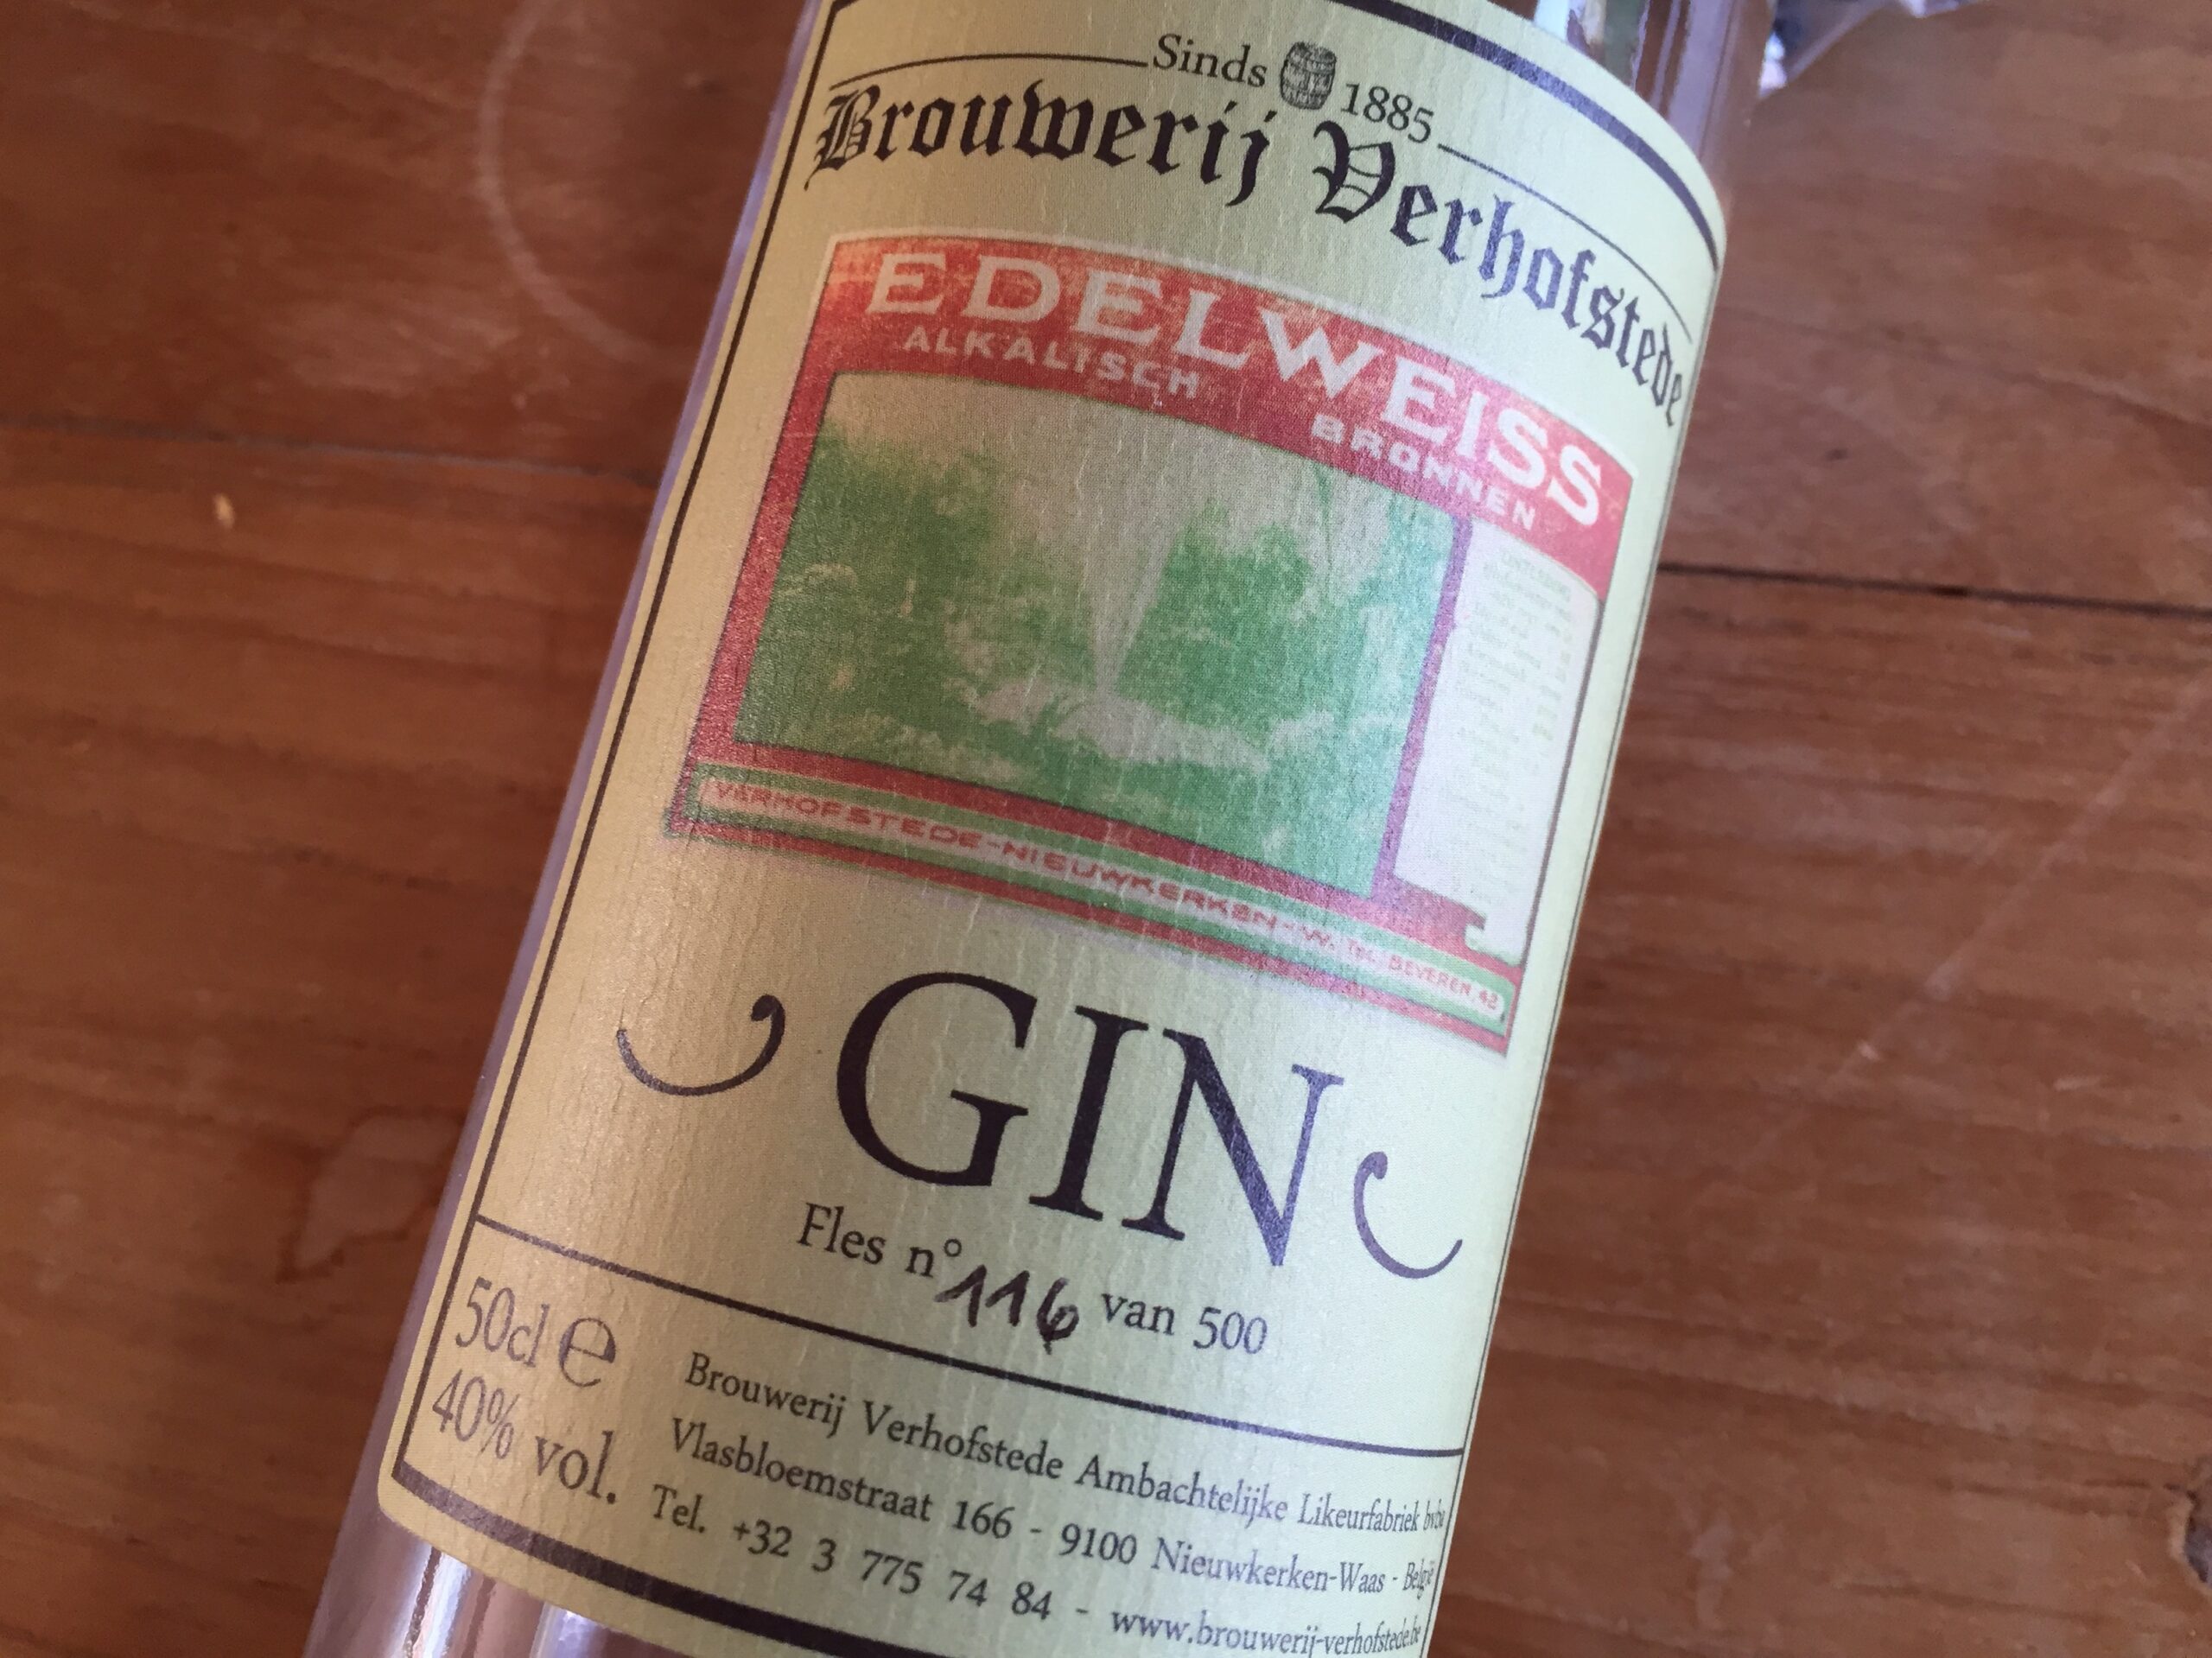 Sinds 1885
Brouwerij Verhofstede
EDELWEISS
ALKALISCH BRONNEN
VERHOFSTEDE-NIEUWKERKEN-W. TEL. BEVEREN 42
GIN
Fles n° 116 van 500
50cl e
40% vol.
Brouwerij Verhofstede Ambachtelijke Likeurfabriek bvba
Vlasbloemstraat 166 - 9100 Nieuwkerken-Waas - België
Tel. +32 3 775 74 84 - www.brouwerij-verhofstede.be